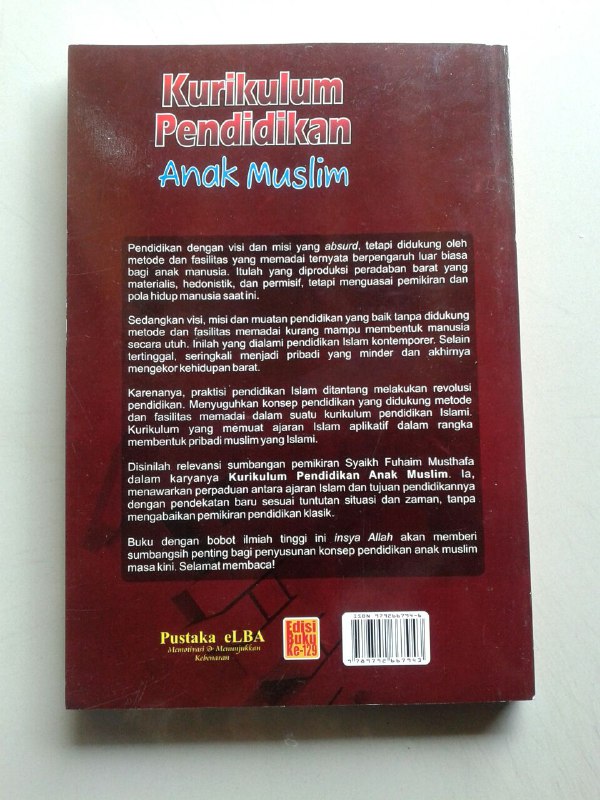 Kurikulum
Pendidikan
Anak Muslim
Pendidikan dengan visi dan misi yang absurd, tetapi didukung oleh
metode dan fasilitas yang memadai ternyata berpengaruh luar biasa
bagi anak manusia. Itulah yang diproduksi peradaban barat yang
materialis, hedonistik, dan permisif, tetapi menguasai pemikiran dan
pola hidup manusia saat ini.
Sedangkan visi, misi dan muatan pendidikan yang baik tanpa didukung
metode dan fasilitas memadai kurang mampu membentuk manusia
secara utuh. Inilah yang dialami pendidikan Islam kontemporer. Selain
tertinggal, seringkali menjadi pribadi yang minder dan akhirnya
mengekor kehidupan barat.
Karenanya, praktisi pendidikan Islam ditantang melakukan revolusi
pendidikan. Menyuguhkan konsep pendidikan yang didukung metode
dan fasilitas memadai dalam suatu kurikulum pendidikan Islami.
Kurikulum yang memuat ajaran Islam aplikatif dalam rangka
membentuk pribadi muslim yang Islami.
Disinilah relevansi sumbangan pemikiran Syaikh Fuhaim Musthafa
dalam karyanya Kurikulum Pendidikan Anak Muslim. Ia,
menawarkan perpaduan antara ajaran Islam dan tujuan pendidikannya
dengan pendekatan baru sesuai tuntutan situasi dan zaman, tanpa
mengabaikan pemikiran pendidikan klasik.
Buku dengan bobot ilmiah tinggi ini insya Allah akan memberi
sumbangsih penting bagi penyusunan konsep pendidikan anak muslim
masa kini. Selamat membaca!
Pustaka eLBA
Memotivasi & Menunjukkan
Kebenaran
Edisi
Buku
Ke-129
ISBN 979266794-6
9 789792 667943